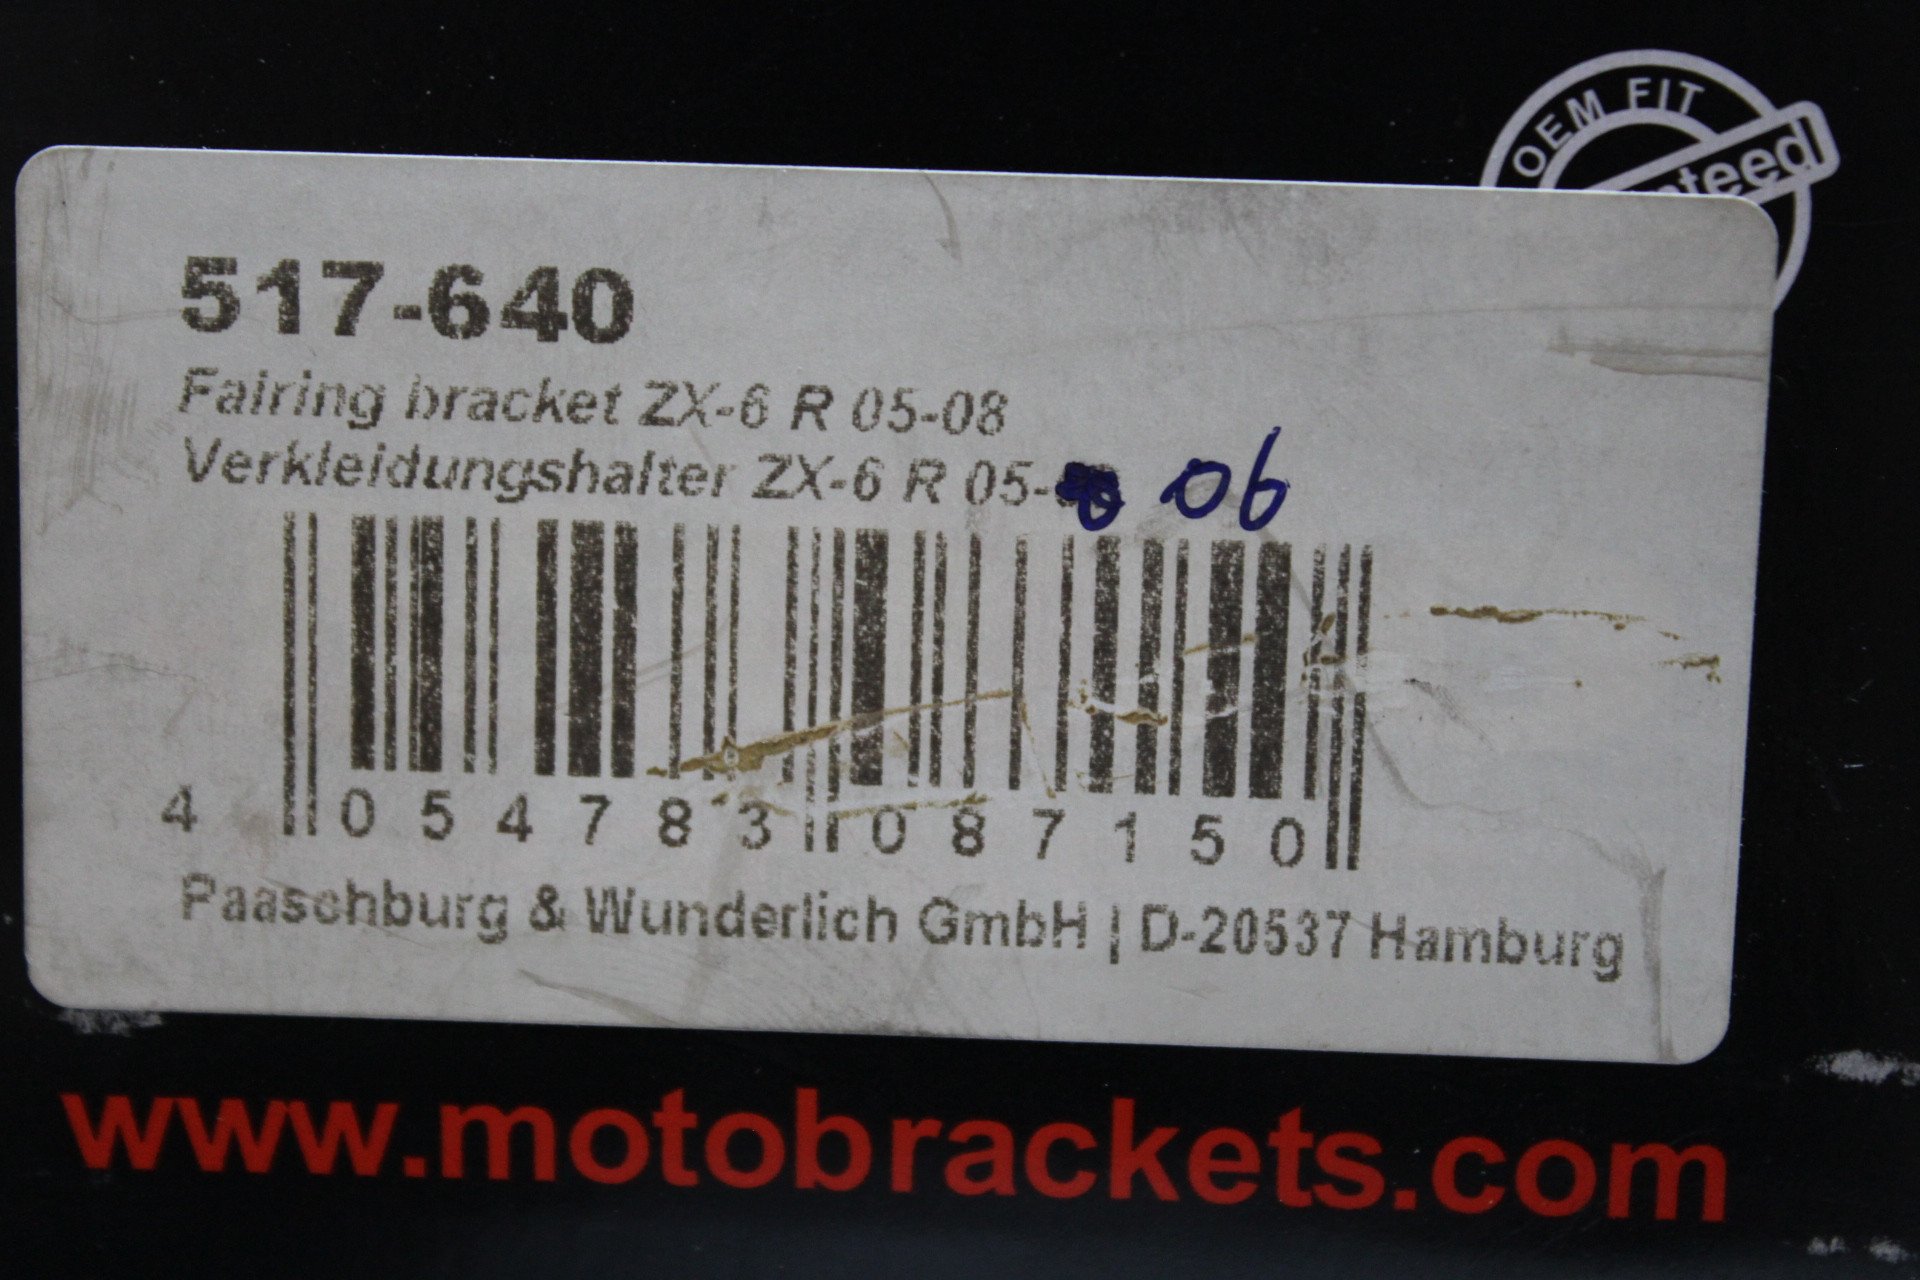 OEM FIT
517-640
Fairing bracket ZX-6 R 05-08
Verkleidungshalter ZX-6 R 05- 06
4 054783 087150
Paaschburg & Wunderlich GmbH | D-20537 Hamburg
www.motobrackets.com